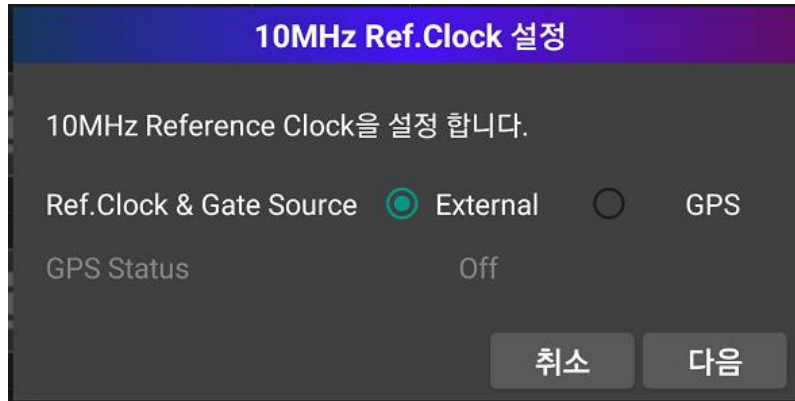 10MHz Ref.Clock 설정
10MHz Reference Clock을 설정 합니다.
Ref.Clock & Gate Source External GPS
GPS Status Off
취소 다음